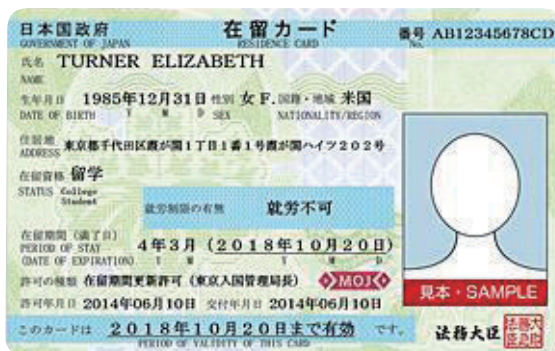 日本国政府 在留カード 番号 AB12345678CD
GOVERNMENT OF JAPAN RESIDENCE CARD No.
氏名 TURNER ELIZABETH
NAME
生年月日 1985年12月31日 性別 女 F. 国籍・地域 米国
DATE OF BIRTH Y M D SEX NATIONALITY/REGION
住居地 東京都千代田区霞が関1丁目1番1号霞が関ハイツ202号
ADDRESS
在留資格 留学
STATUS College
Student
就労制限の有無 就労不可
在留期間(満了日) 4年3月(2018年10月20日)
PERIOD OF STAY
(DATE OF EXPIRATION) Y M Y M D
許可の種類 在留期間更新許可(東京入国管理局長) MOJ
許可年月日 2014年06月10日 交付年月日 2014年06月10日
見本・SAMPLE
このカードは 2018年10月20日まで有効 です。
PERIOD OF VALIDITY OF THIS CARD
法務大臣